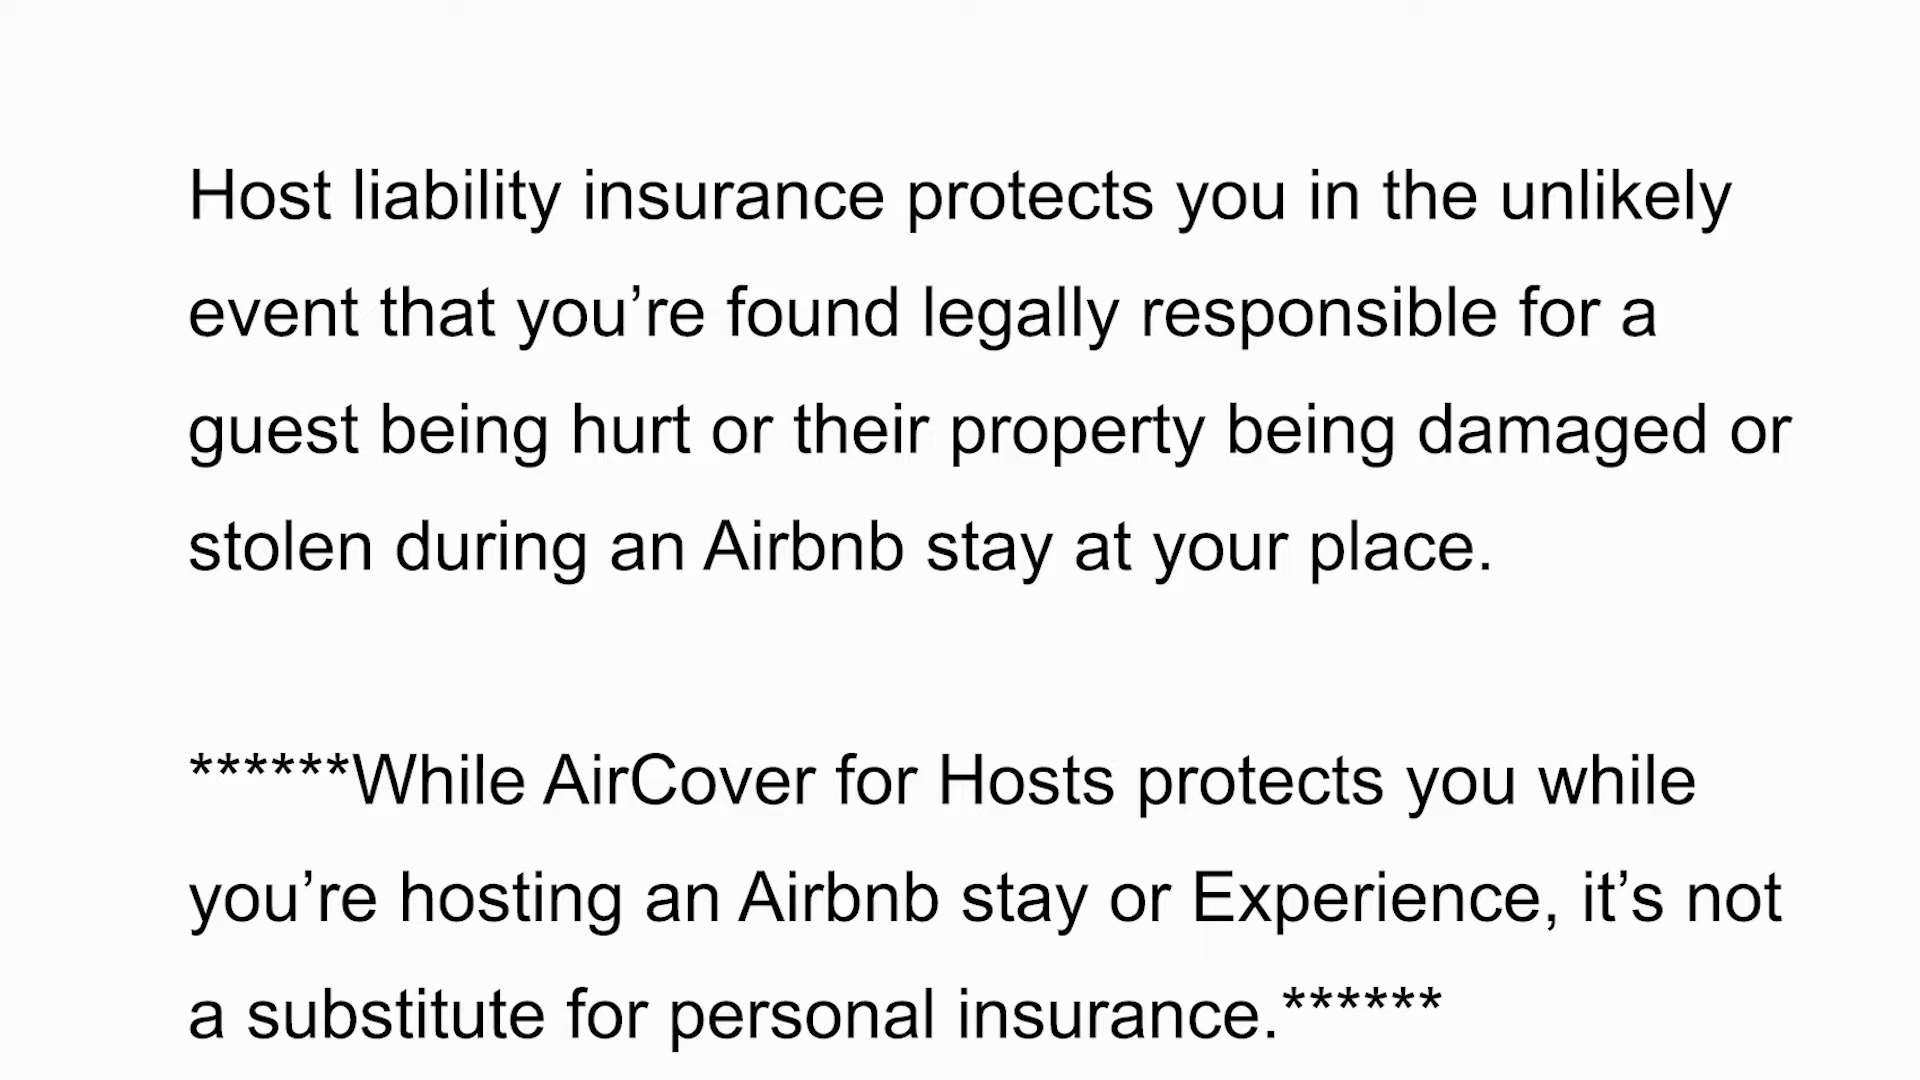 Host liability insurance protects you in the unlikely
event that you’re found legally responsible for a
guest being hurt or their property being damaged or
stolen during an Airbnb stay at your place.
******While AirCover for Hosts protects you while
you’re hosting an Airbnb stay or Experience, it’s not
a substitute for personal insurance.******